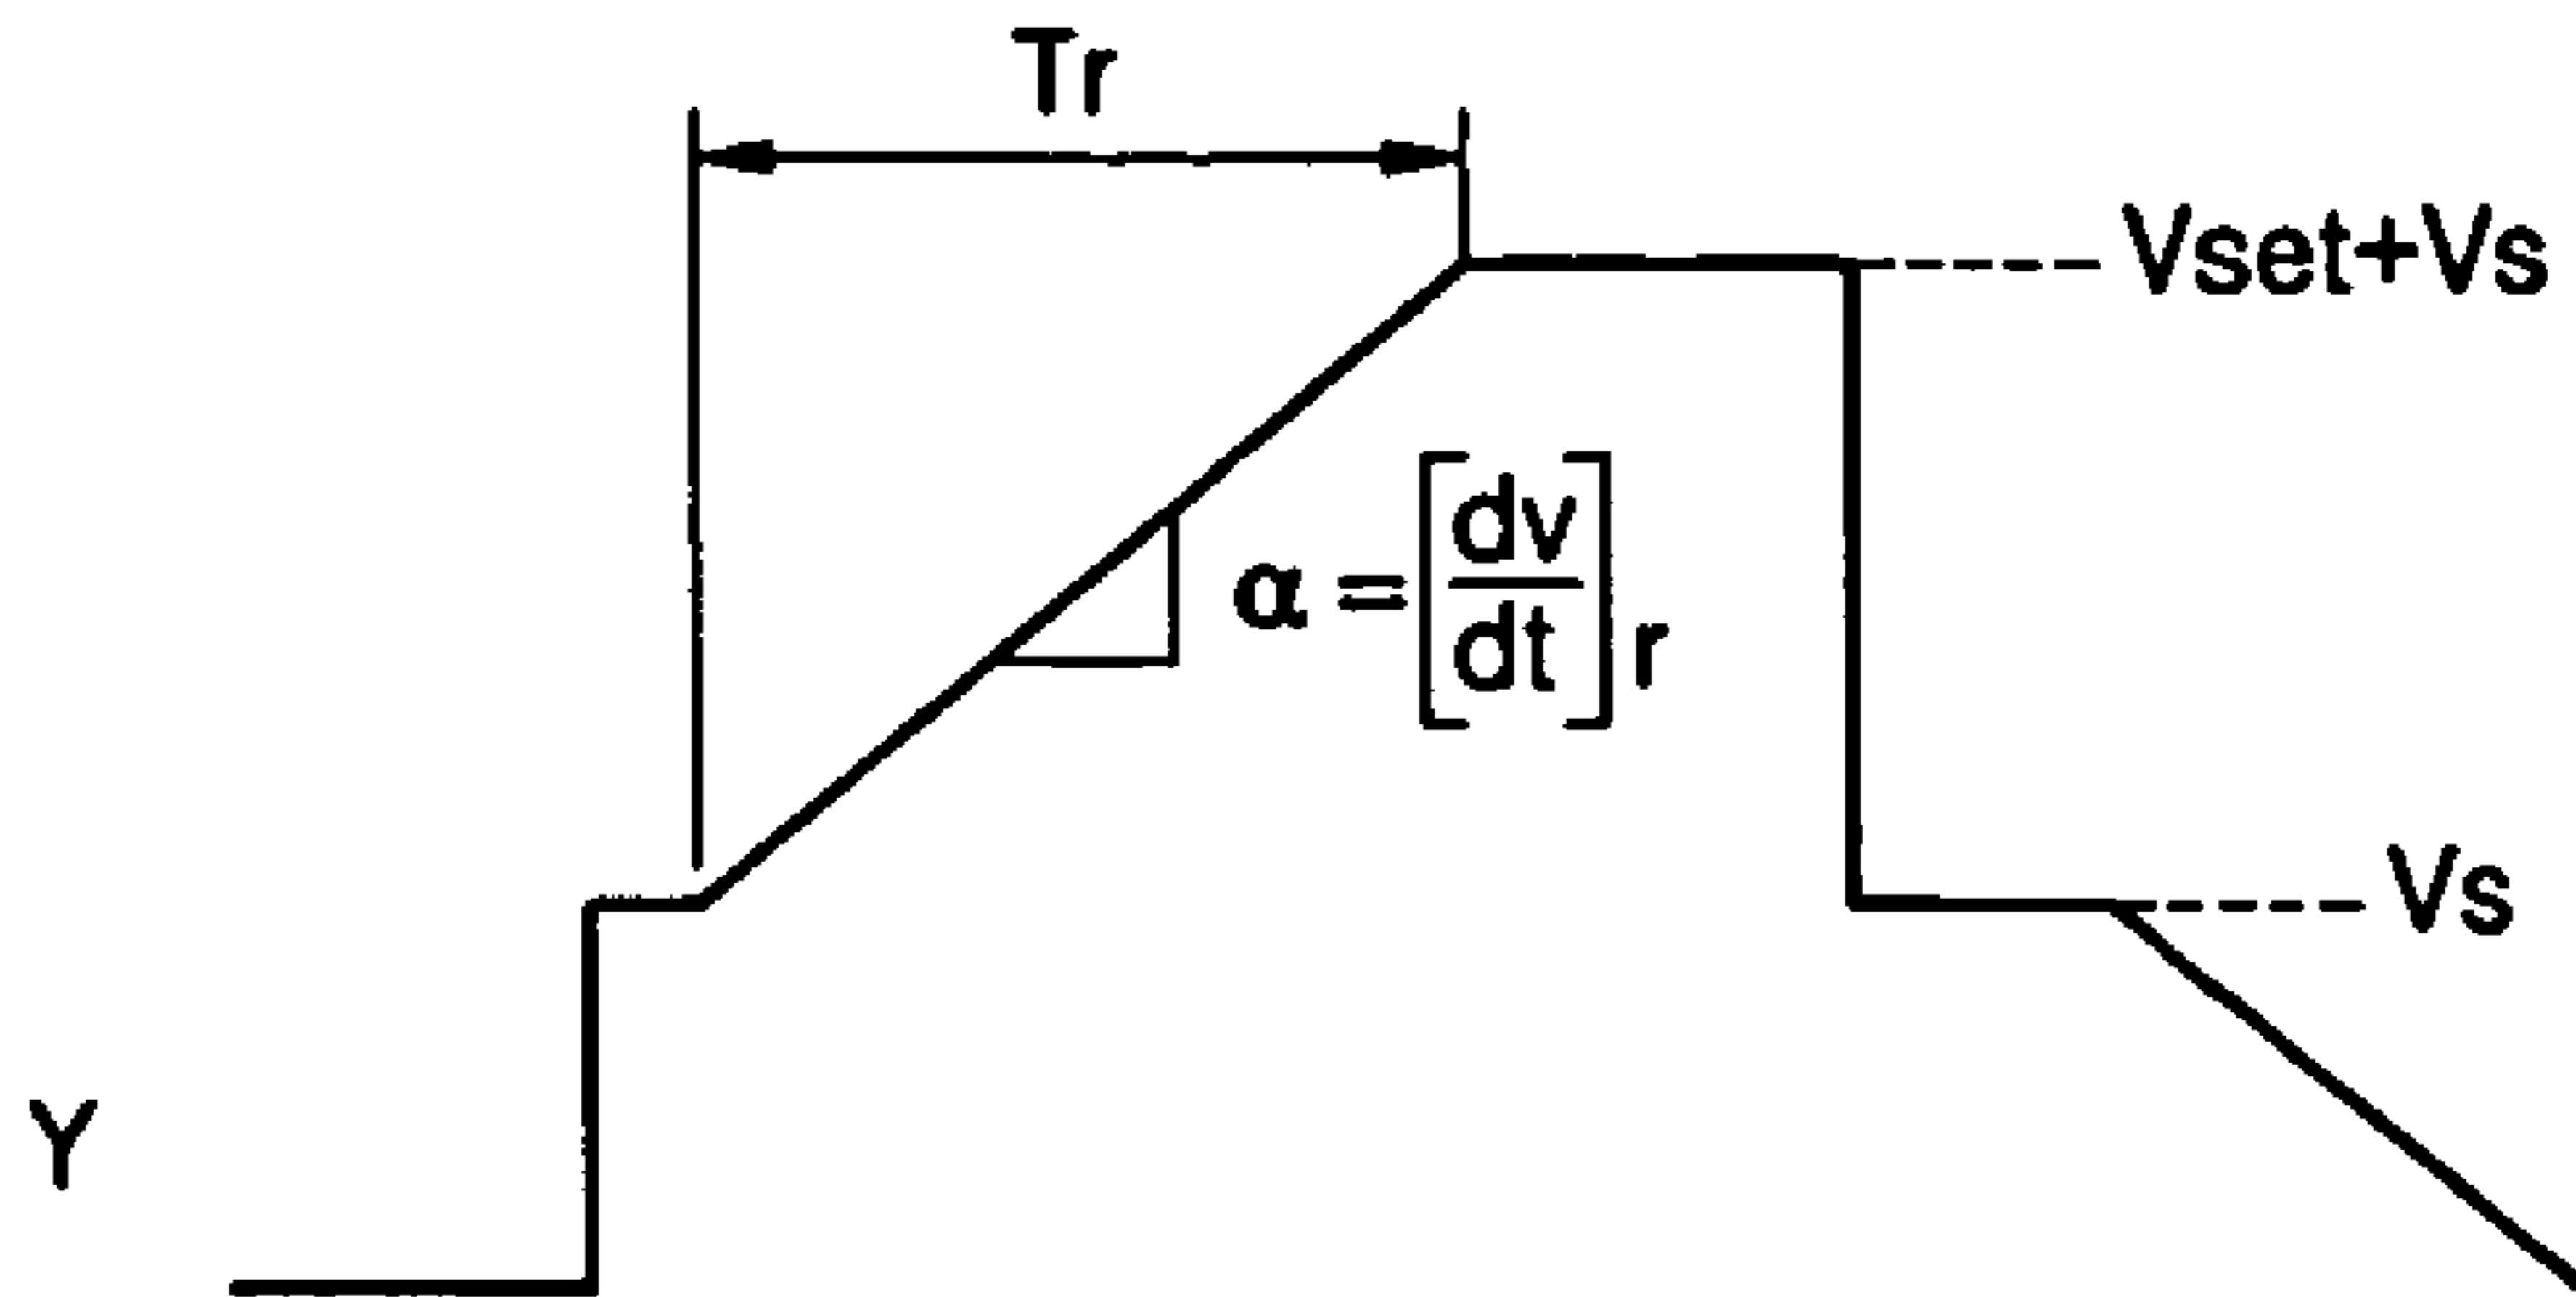 Tr
Vset+Vs
α = [dv/dt] r
Vs
Y